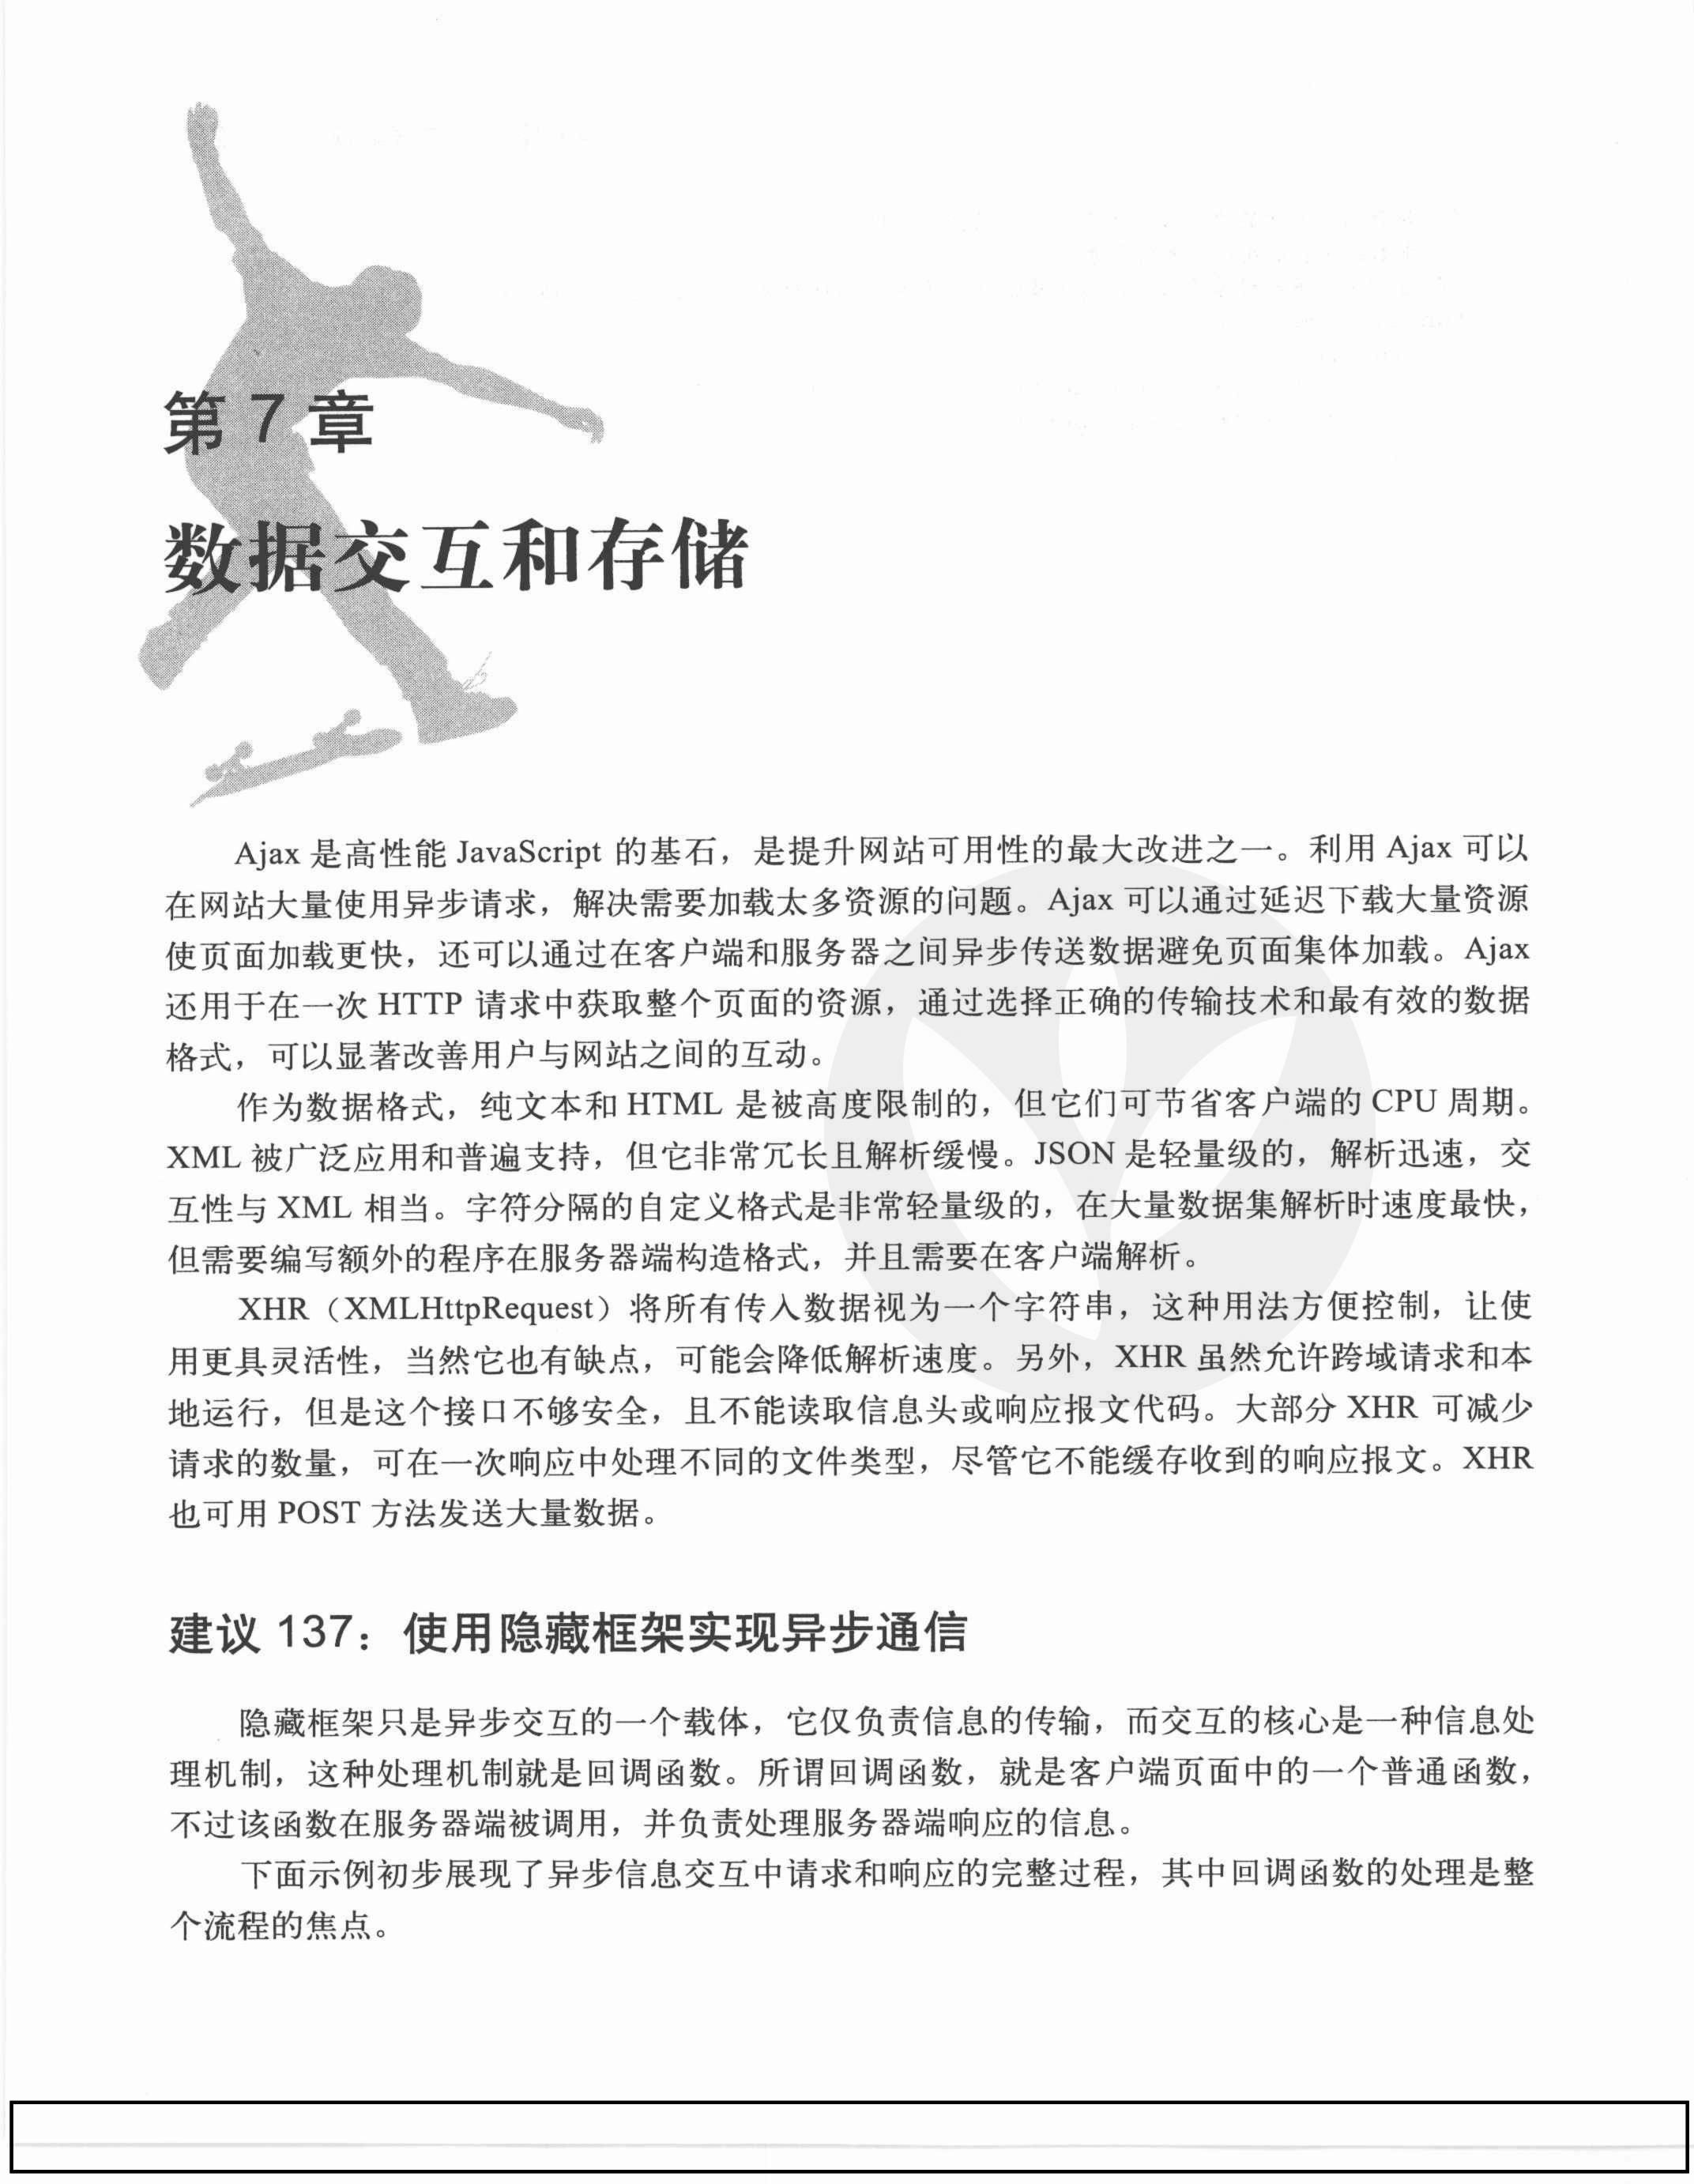 第 7 章
数据交互和存储
Ajax 是高性能 JavaScript 的基石，是提升网站可用性的最大改进之一。利用 Ajax 可以
在网站大量使用异步请求，解决需要加载太多资源的问题。Ajax 可以通过延迟下载大量资源
使页面加载更快，还可以通过在客户端和服务器之间异步传送数据避免页面集体加载。Ajax
还用于在一次 HTTP 请求中获取整个页面的资源，通过选择正确的传输技术和最有效的数据
格式，可以显著改善用户与网站之间的互动。
作为数据格式，纯文本和 HTML 是被高度限制的，但它们可节省客户端的 CPU 周期。
XML 被广泛应用和普遍支持，但它非常冗长且解析缓慢。JSON 是轻量级的，解析迅速，交
互性与 XML 相当。字符分隔的自定义格式是非常轻量级的，在大量数据集解析时速度最快，
但需要编写额外的程序在服务器端构造格式，并且需要在客户端解析。
XHR（XMLHttpRequest）将所有传入数据视为一个字符串，这种用法方便控制，让使
用更具灵活性，当然它也有缺点，可能会降低解析速度。另外，XHR 虽然允许跨域请求和本
地运行，但是这个接口不够安全，且不能读取信息头或响应报文代码。大部分 XHR 可减少
请求的数量，可在一次响应中处理不同的文件类型，尽管它不能缓存收到的响应报文。XHR
也可用 POST 方法发送大量数据。
建议 137：使用隐藏框架实现异步通信
隐藏框架只是异步交互的一个载体，它仅负责信息的传输，而交互的核心是一种信息处
理机制，这种处理机制就是回调函数。所谓回调函数，就是客户端页面中的一个普通函数，
不过该函数在服务器端被调用，并负责处理服务器端响应的信息。
下面示例初步展现了异步信息交互中请求和响应的完整过程，其中回调函数的处理是整
个流程的焦点。